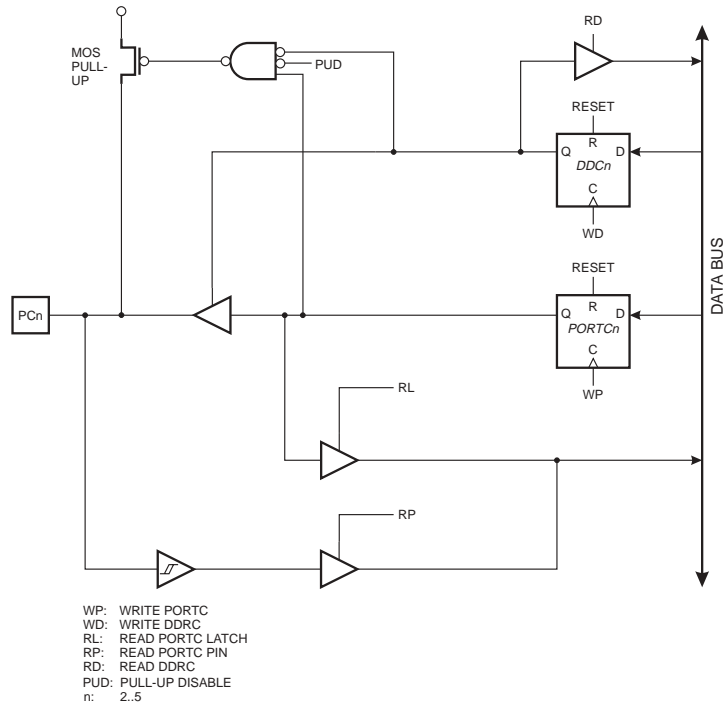 RD
MOS
PULL-
UP
PUD
RESET
R
Q D
DDCn
C
WD
DATA BUS
RESET
PCn
R
Q D
PORTCn
C
WP
RL
RP
WP: WRITE PORTC
WD: WRITE DDRC
RL: READ PORTC LATCH
RP: READ PORTC PIN
RD: READ DDRC
PUD: PULL-UP DISABLE
n: 2..5